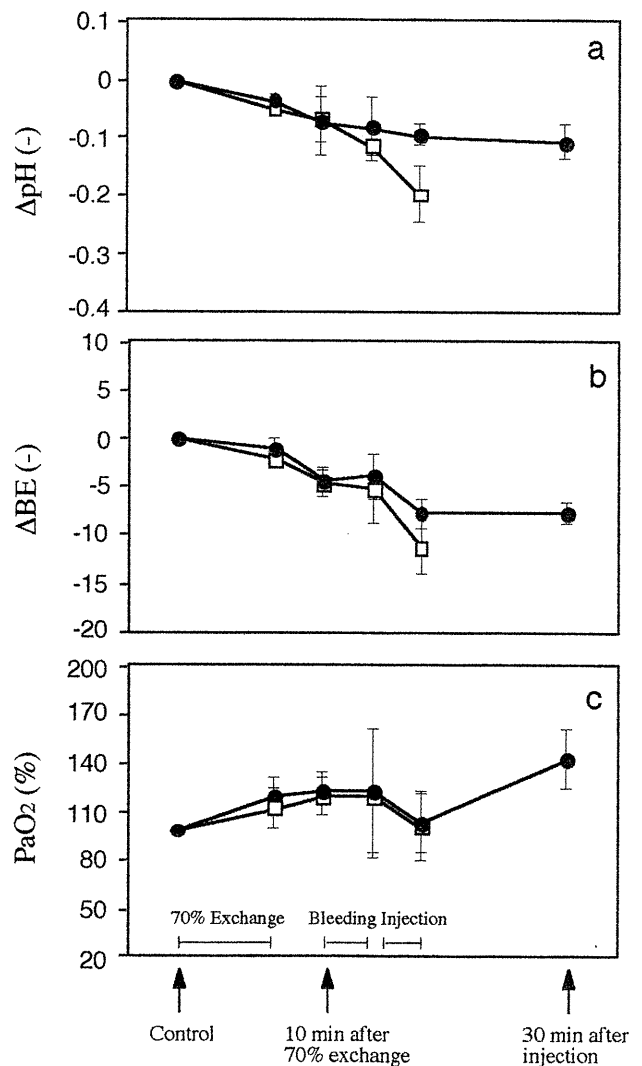 a
0.1
0
-0.1
-0.2
-0.3
-0.4
ΔpH (-)
b
10
5
0
-5
-10
-15
-20
ΔBE (-)
c
200
170
140
110
80
50
20
PaO₂ (%)
70% Exchange
Bleeding Injection
Control
10 min after
70% exchange
30 min after
injection